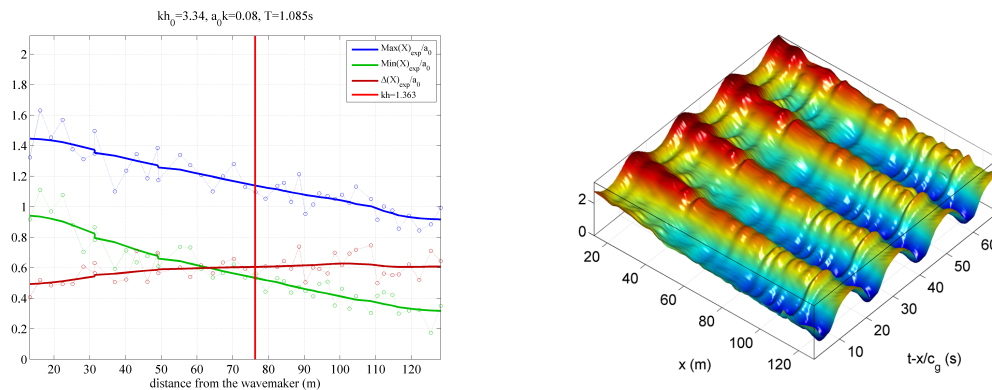 kh₀=3.34, a₀k=0.08, T=1.085s
Max(X)exp/a₀
Min(X)exp/a₀
Δ(X)exp/a₀
kh=1.363
2
1.8
1.6
1.4
1.2
1
0.8
0.6
0.4
0.2
0
20 30 40 50 60 70 80 90 100 110 120
distance from the wavemaker (m)
2
0
20
40
60
80
100
120
x (m)
10
20
30
40
50
60
t-x/cg (s)